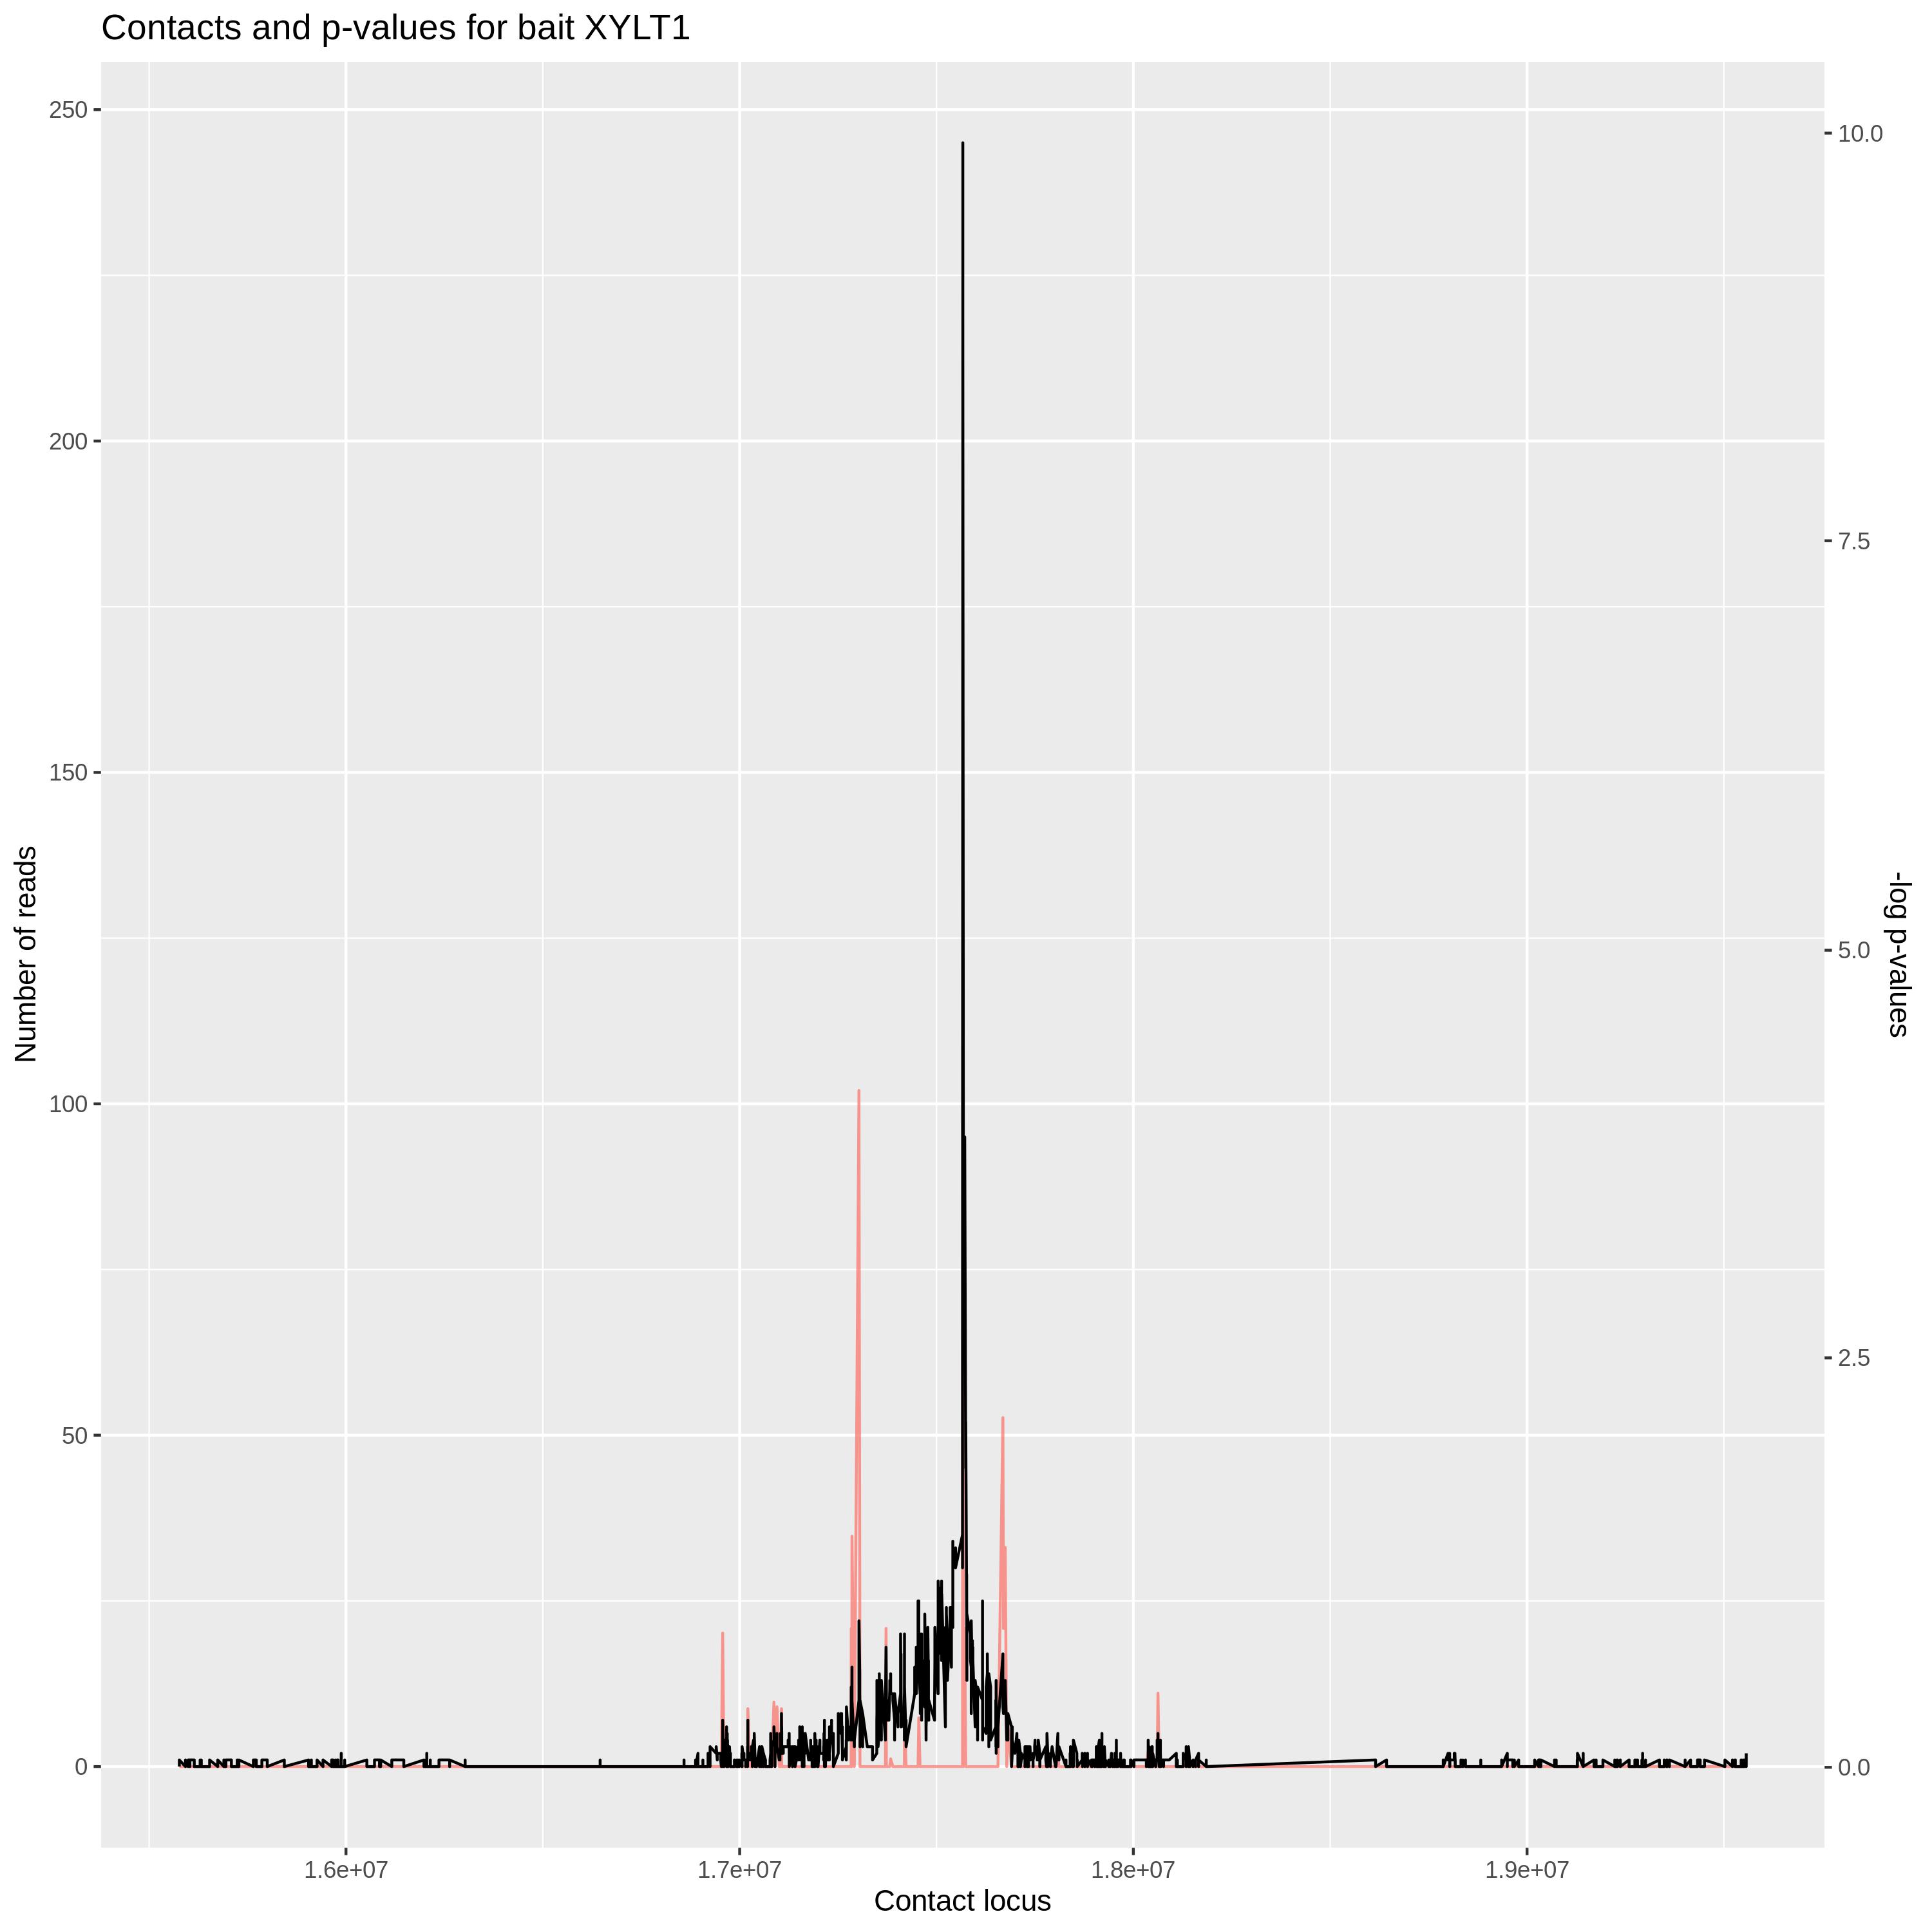 Contacts and p-values for bait XYLT1
250
200
150
100
50
0
Number of reads
10.0
7.5
5.0
2.5
0.0
-log p-values
1.6e+07
1.7e+07
1.8e+07
1.9e+07
Contact locus